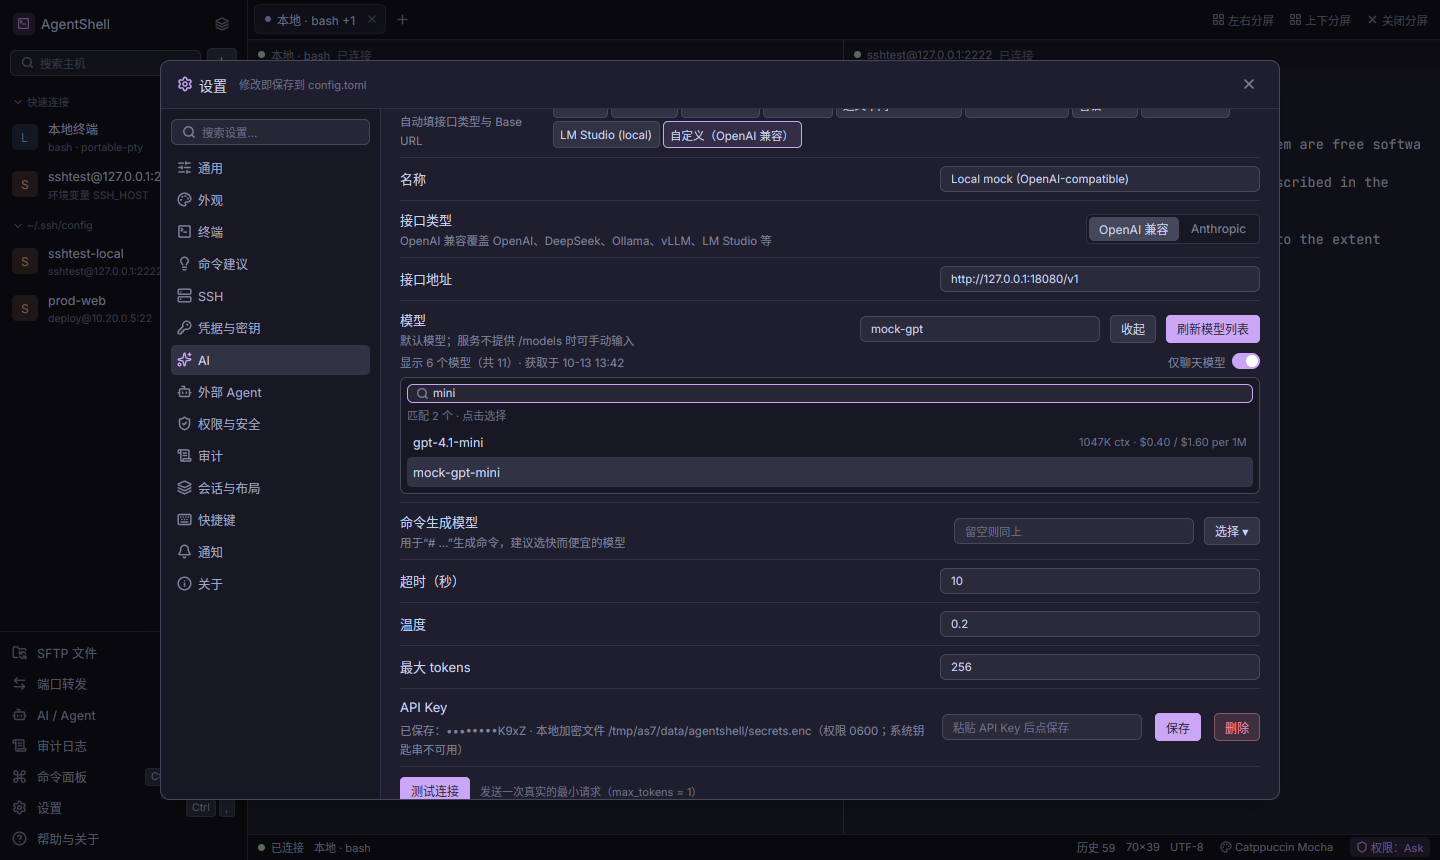 AgentShell
本地 · bash +1
左右分屏
上下分屏
关闭分屏
搜索主机
本地 · bash 已连接
sshtest@127.0.0.1:2222 已连接
快速连接
L
本地终端
bash · portable-pty
S
sshtest@127.0.0.1:2
环境变量 SSH_HOST
~/.ssh/config
S
sshtest-local
sshtest@127.0.0.1:2222
S
prod-web
deploy@10.20.0.5:22
SFTP 文件
端口转发
AI / Agent
审计日志
命令面板
设置
Ctrl ,
帮助与关于
em are free softwa
cribed in the
to the extent
设置
修改即保存到 config.toml
搜索设置...
通用
外观
终端
命令建议
SSH
凭据与密钥
AI
外部 Agent
权限与安全
审计
会话与布局
快捷键
通知
关于
自动填接口类型与 Base
URL
LM Studio (local)
自定义（OpenAI 兼容）
名称
Local mock (OpenAI-compatible)
接口类型
OpenAI 兼容覆盖 OpenAI、DeepSeek、Ollama、vLLM、LM Studio 等
OpenAI 兼容
Anthropic
接口地址
http://127.0.0.1:18080/v1
模型
默认模型；服务不提供 /models 时可手动输入
mock-gpt
收起
刷新模型列表
显示 6 个模型（共 11）· 获取于 10-13 13:42
仅聊天模型
mini
匹配 2 个 · 点击选择
gpt-4.1-mini
1047K ctx · $0.40 / $1.60 per 1M
mock-gpt-mini
命令生成模型
用于“# ...”生成命令，建议选快而便宜的模型
留空则同上
选择 ▾
超时（秒）
10
温度
0.2
最大 tokens
256
API Key
已保存：••••••••K9xZ · 本地加密文件 /tmp/as7/data/agentshell/secrets.enc（权限 0600；系统钥
匙串不可用）
粘贴 API Key 后点保存
保存
删除
测试连接
发送一次真实的最小请求（max_tokens = 1）
已连接
本地 · bash
历史 59
70×39
UTF-8
Catppuccin Mocha
权限：Ask